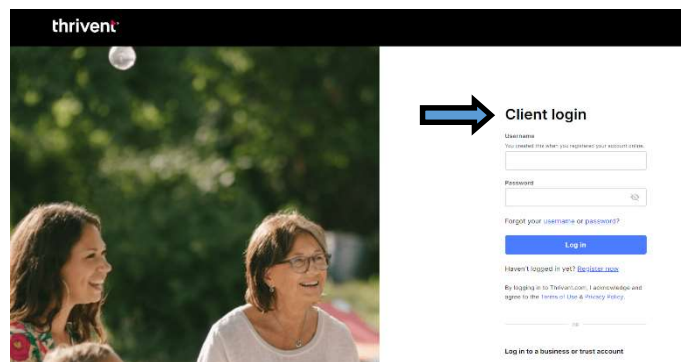 thrivent
Client login
Username
You created this when you registered your account online.
Password
Forgot your username or password?
Log in
Haven't logged in yet? Register now
By logging in to Thrivent.com, I acknowledge and
agree to the Terms of Use & Privacy Policy.
OR
Log in to a business or trust account